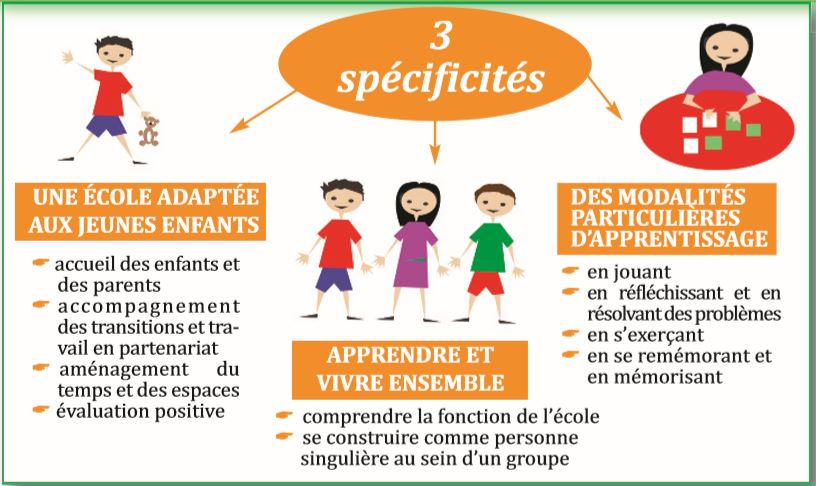 3
spécificités
UNE ÉCOLE ADAPTÉE
AUX JEUNES ENFANTS
accueil des enfants et
des parents
accompagnement
des transitions et tra-
vail en partenariat
aménagement du
temps et des espaces
évaluation positive
APPRENDRE ET
VIVRE ENSEMBLE
comprendre la fonction de l'école
se construire comme personne
singulière au sein d'un groupe
DES MODALITÉS
PARTICULIÈRES
D'APPRENTISSAGE
en jouant
en réfléchissant et en
résolvant des problèmes
en s'exerçant
en se remémorant et
en mémorisant